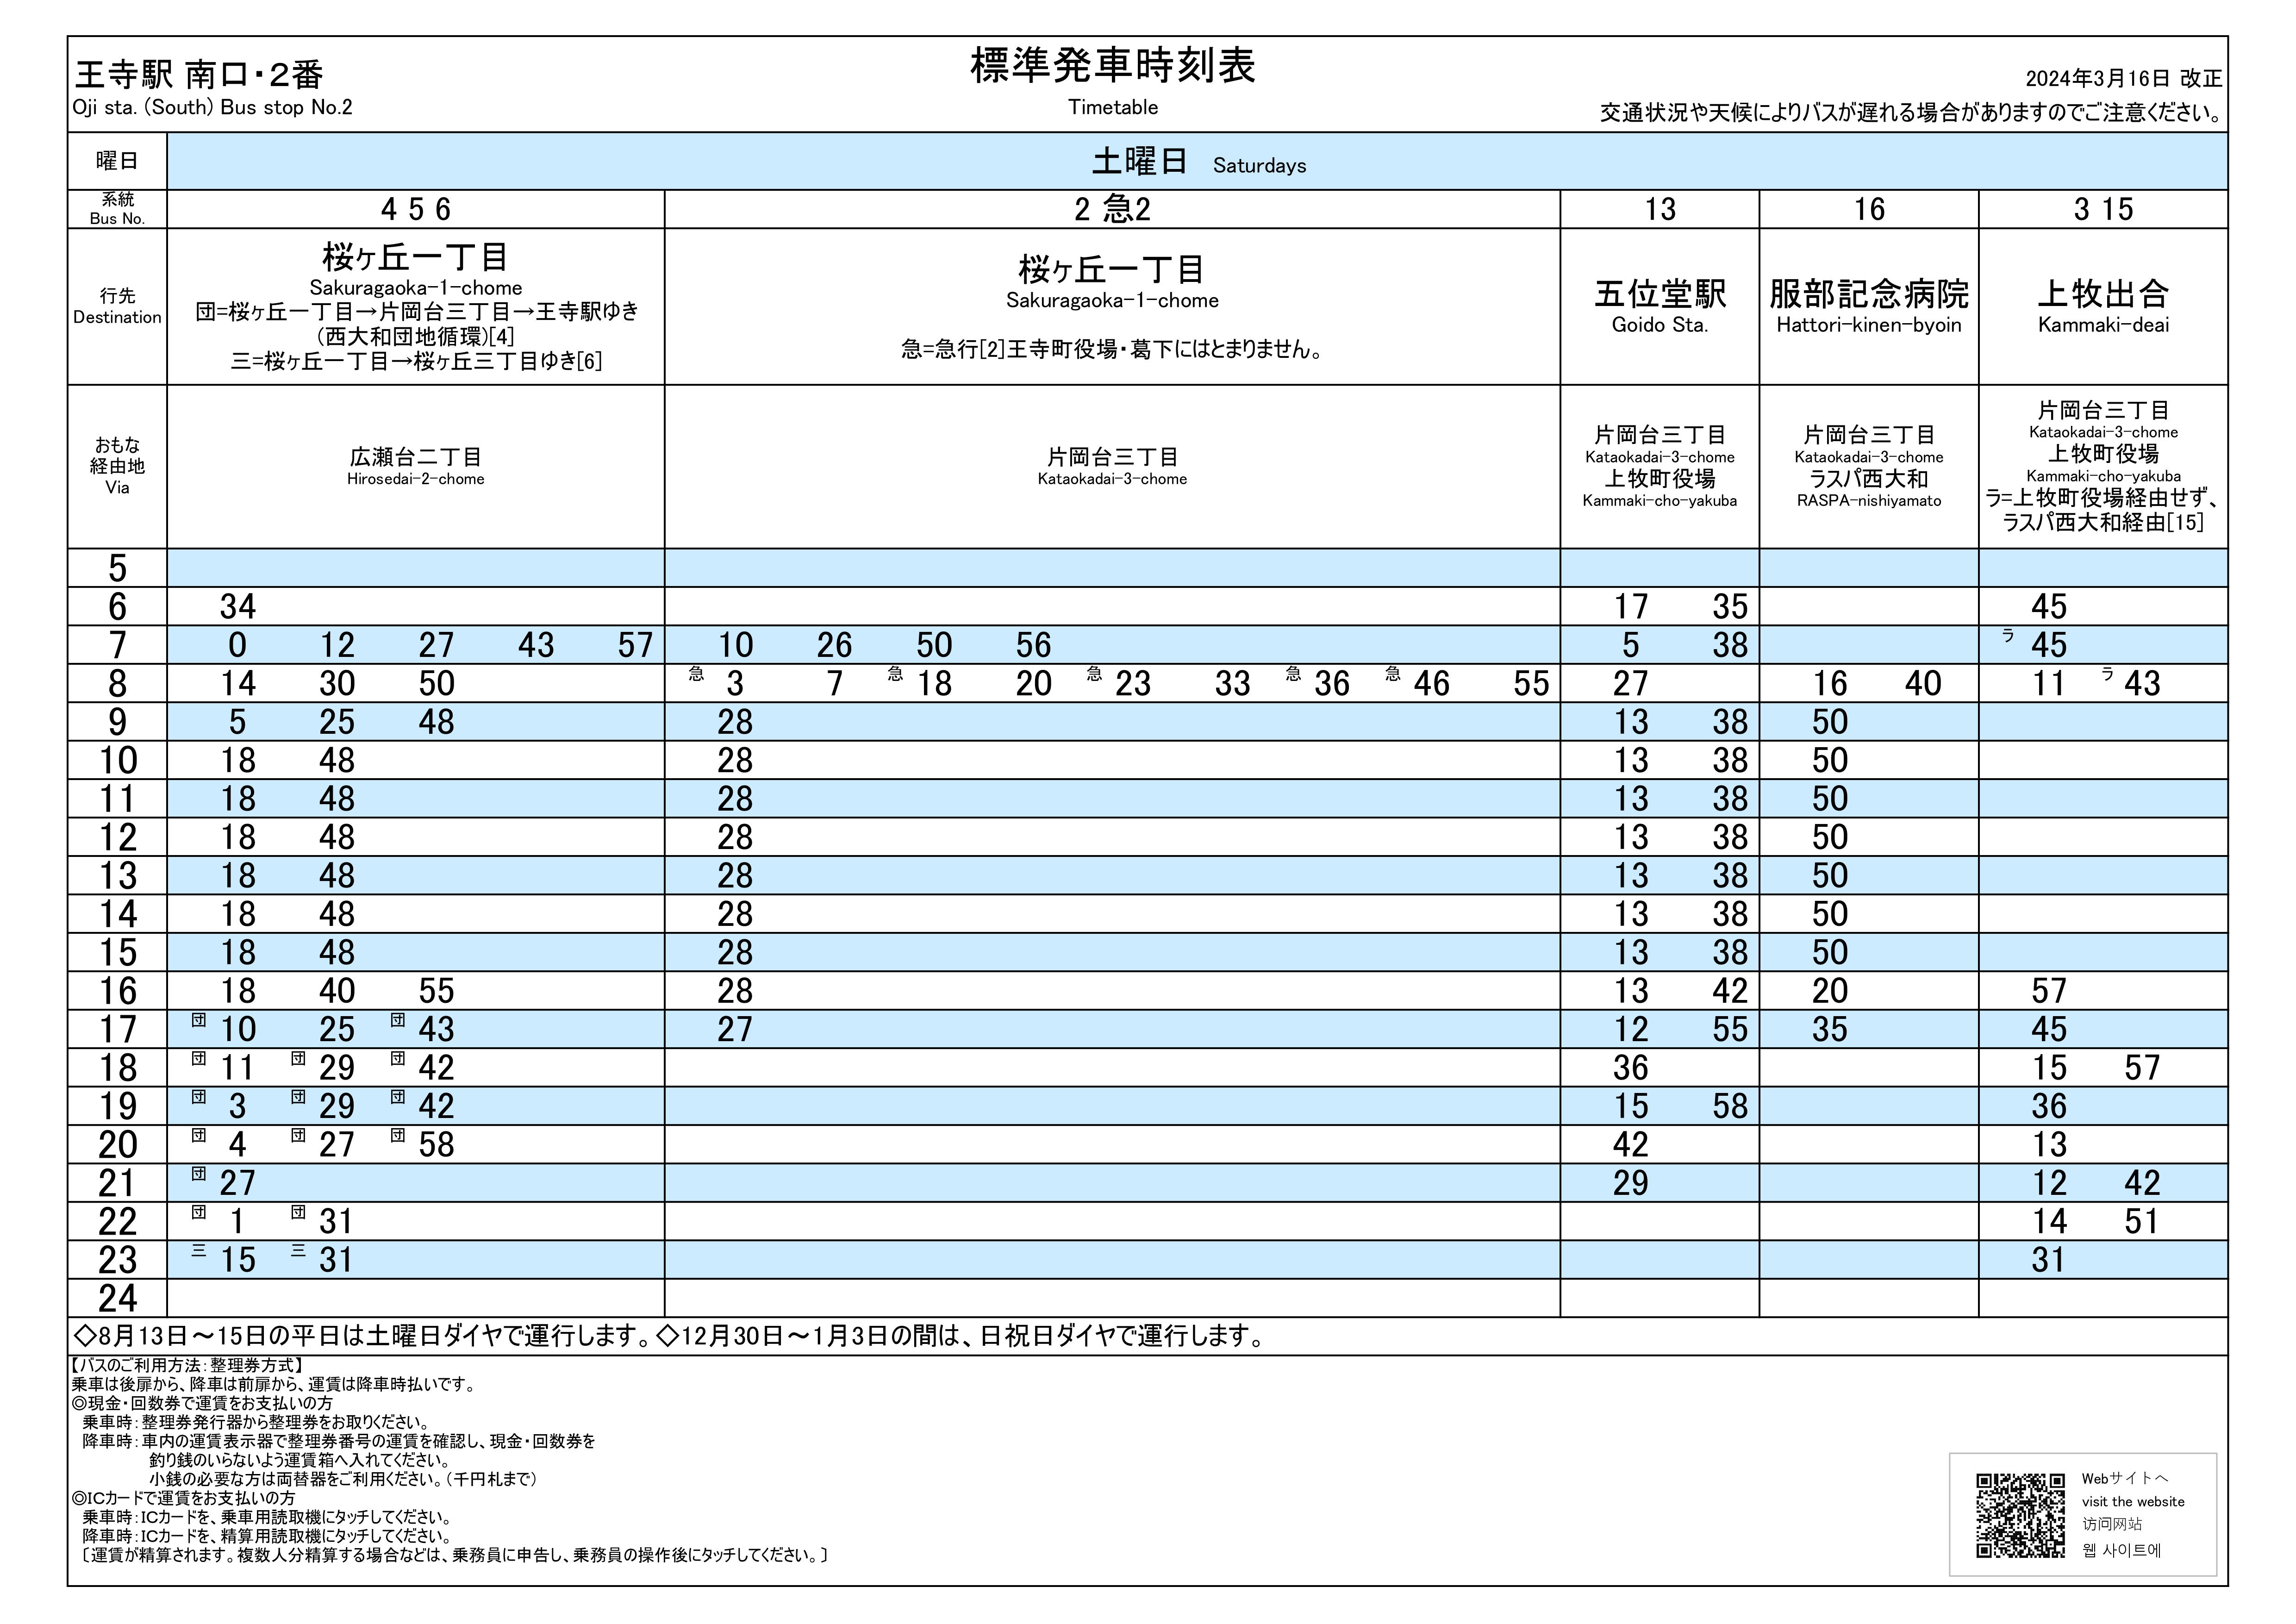 王寺駅 南口・2番
Oji sta. (South) Bus stop No.2
標準発車時刻表
Timetable
2024年3月16日 改正
交通状況や天候によりバスが遅れる場合がありますのでご注意ください。
曜日
土曜日 Saturdays
系統
Bus No.
4 5 6
2 急2
13
16
3 15
行先
Destination
桜ヶ丘一丁目
Sakuragaoka-1-chome
団=桜ヶ丘一丁目→片岡台三丁目→王寺駅ゆき
(西大和団地循環)[4]
三=桜ヶ丘一丁目→桜ヶ丘三丁目ゆき[6]
桜ヶ丘一丁目
Sakuragaoka-1-chome
急=急行[2]王寺町役場・葛下にはとまりません。
五位堂駅
Goido Sta.
服部記念病院
Hattori-kinen-byoin
上牧出合
Kammaki-deai
おもな
経由地
Via
広瀬台二丁目
Hirosedai-2-chome
片岡台三丁目
Kataokadai-3-chome
片岡台三丁目
Kataokadai-3-chome
上牧町役場
Kammaki-cho-yakuba
片岡台三丁目
Kataokadai-3-chome
ラスパ西大和
RASPA-nishiyamato
片岡台三丁目
Kataokadai-3-chome
上牧町役場
Kammaki-cho-yakuba
ラ=上牧町役場経由せず、
ラスパ西大和経由[15]
5
6 34 17 35 45
7 0 12 27 43 57 10 26 50 56 5 38 ラ45
8 14 30 50 急3 7 急18 20 急23 33 急36 急46 55 27 16 40 11 ラ43
9 5 25 48 28 13 38 50
10 18 48 28 13 38 50
11 18 48 28 13 38 50
12 18 48 28 13 38 50
13 18 48 28 13 38 50
14 18 48 28 13 38 50
15 18 48 28 13 38 50
16 18 40 55 28 13 42 20 57
17 団10 25 団43 27 12 55 35 45
18 団11 団29 団42 36 15 57
19 団3 団29 団42 15 58 36
20 団4 団27 団58 42 13
21 団27 29 12 42
22 団1 団31 14 51
23 三15 三31 31
24
◇8月13日～15日の平日は土曜日ダイヤで運行します。◇12月30日～1月3日の間は、日祝日ダイヤで運行します。
【バスのご利用方法：整理券方式】
乗車は後扉から、降車は前扉から、運賃は降車時払いです。
◎現金・回数券で運賃をお支払いの方
乗車時：整理券発行器から整理券をお取りください。
降車時：車内の運賃表示器で整理券番号の運賃を確認し、現金・回数券を
釣り銭のいらないよう運賃箱へ入れてください。
小銭の必要な方は両替器をご利用ください。（千円札まで）
◎ICカードで運賃をお支払いの方
乗車時：ICカードを、乗車用読取機にタッチしてください。
降車時：ICカードを、精算用読取機にタッチしてください。
〔運賃が精算されます。複数人分精算する場合などは、乗務員に申告し、乗務員の操作後にタッチしてください。〕
Webサイトへ
visit the website
访问网站
웹 사이트에